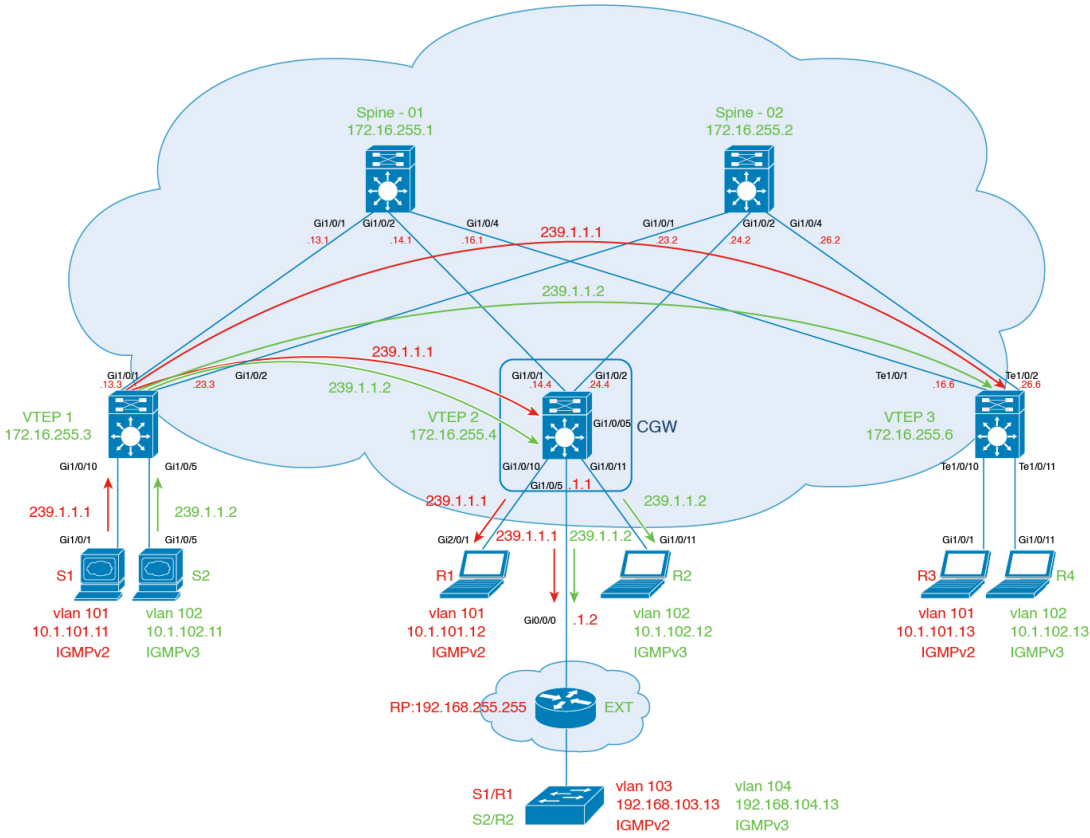 Spine - 01
172.16.255.1
Spine - 02
172.16.255.2
Gi1/0/1
Gi1/0/2
Gi1/0/4
.13.1
.14.1
.16.1
Gi1/0/1
Gi1/0/2
Gi1/0/4
.23.2
.24.2
.26.2
239.1.1.1
239.1.1.2
239.1.1.1
239.1.1.2
Gi1/0/1
.13.3
.23.3
Gi1/0/2
VTEP 1
172.16.255.3
Gi1/0/10
Gi1/0/5
Gi1/0/1
Gi1/0/2
.14.4
.24.4
VTEP 2
172.16.255.4
Gi1/0/05
CGW
Gi1/0/10
Gi1/0/11
Gi1/0/5
.1.1
Te1/0/1
Te1/0/2
.16.6
.26.6
VTEP 3
172.16.255.6
Te1/0/10
Te1/0/11
239.1.1.1
239.1.1.2
Gi1/0/1
Gi1/0/5
S1
S2
vlan 101
10.1.101.11
IGMPv2
vlan 102
10.1.102.11
IGMPv3
239.1.1.1
239.1.1.2
239.1.1.1
239.1.1.2
Gi2/0/1
Gi1/0/11
R1
R2
vlan 101
10.1.101.12
IGMPv2
vlan 102
10.1.102.12
IGMPv3
Gi0/0/0
.1.2
Gi1/0/1
Gi1/0/11
R3
R4
vlan 101
10.1.101.13
IGMPv2
vlan 102
10.1.102.13
IGMPv3
RP:192.168.255.255
EXT
S1/R1
S2/R2
vlan 103
192.168.103.13
IGMPv2
vlan 104
192.168.104.13
IGMPv3